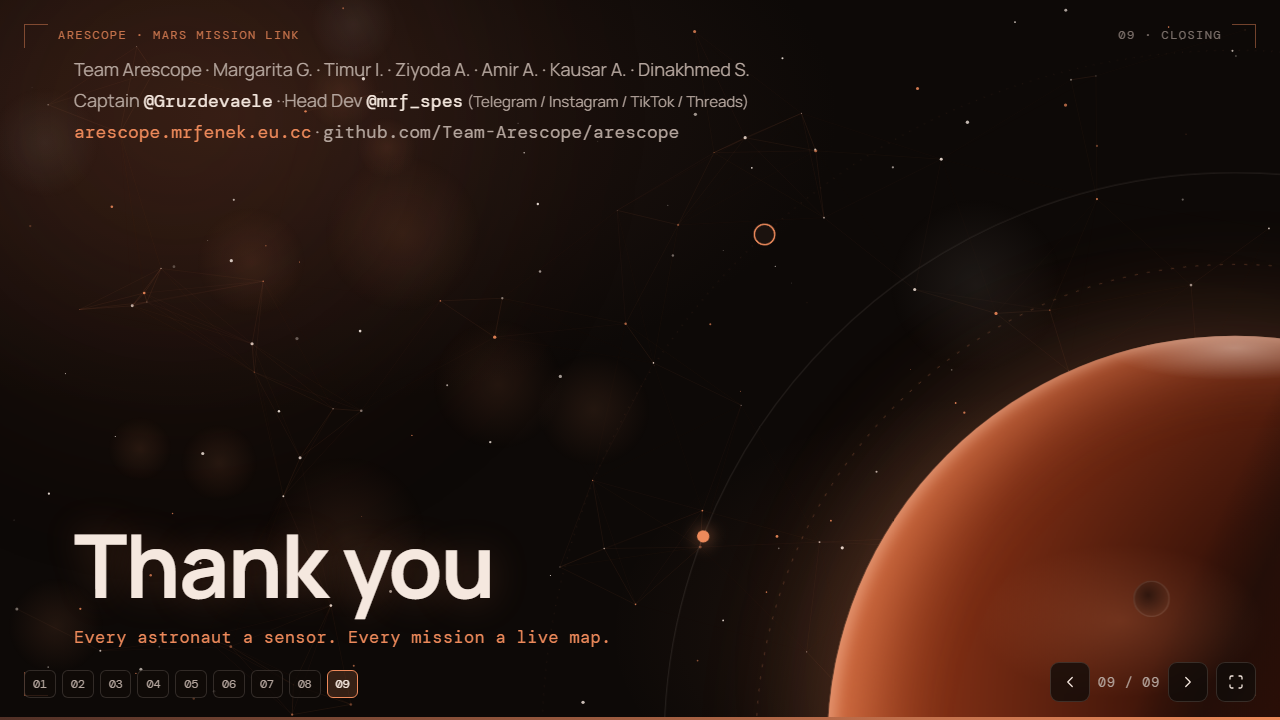 ARESCOPE · MARS MISSION LINK
09 · CLOSING
Team Arescope · Margarita G. · Timur I. · Ziyoda A. · Amir A. · Kausar A. · Dinakhmed S.
Captain @Gruzdevaele · Head Dev @mrf_spes (Telegram / Instagram / TikTok / Threads)
arescope.mrfenek.eu.cc · github.com/Team-Arescope/arescope
Thank you
Every astronaut a sensor. Every mission a live map.
01 02 03 04 05 06 07 08 09
09 / 09